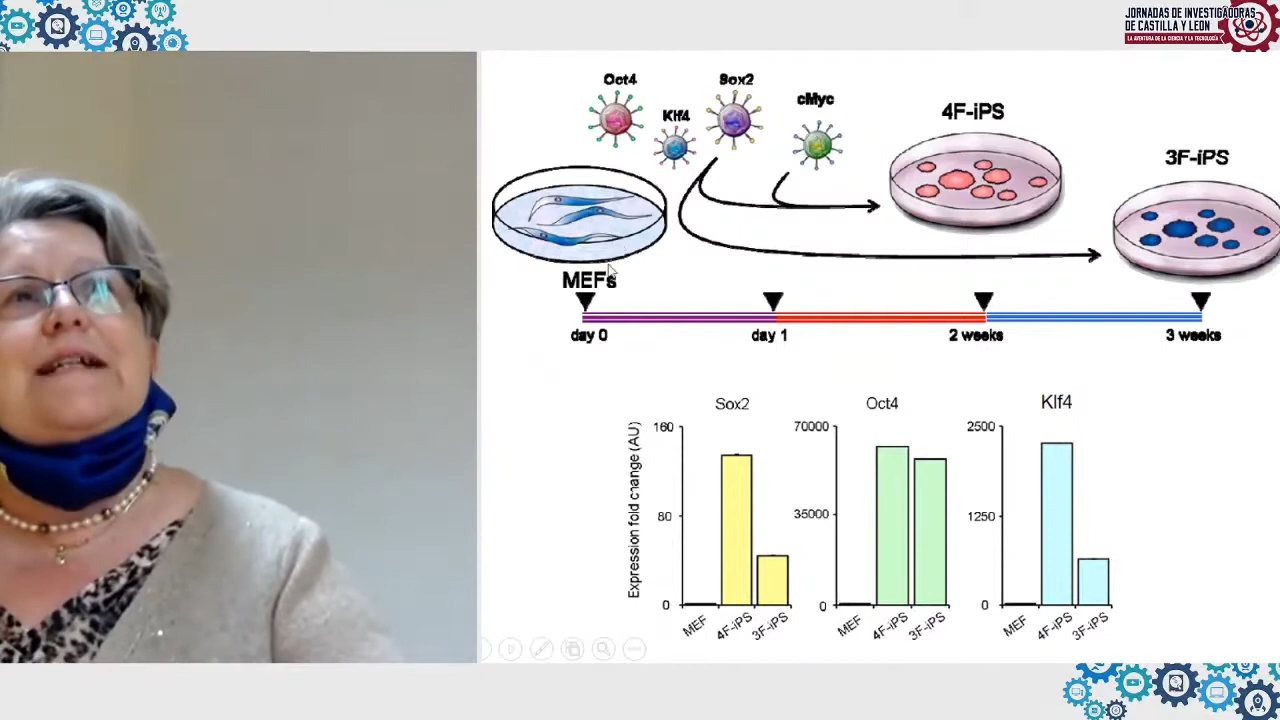 JORNADAS DE INVESTIGADORAS
DE CASTILLA Y LEÓN
LA AVENTURA DE LA CIENCIA Y LA TECNOLOGÍA
Oct4
Klf4
Sox2
cMyc
4F-iPS
3F-iPS
MEFs
day 0
day 1
2 weeks
3 weeks
Sox2
Oct4
Klf4
Expression fold change (AU)
160
80
0
70000
35000
0
2500
1250
0
MEF
4F-iPS
3F-iPS
MEF
4F-iPS
3F-iPS
MEF
4F-iPS
3F-iPS